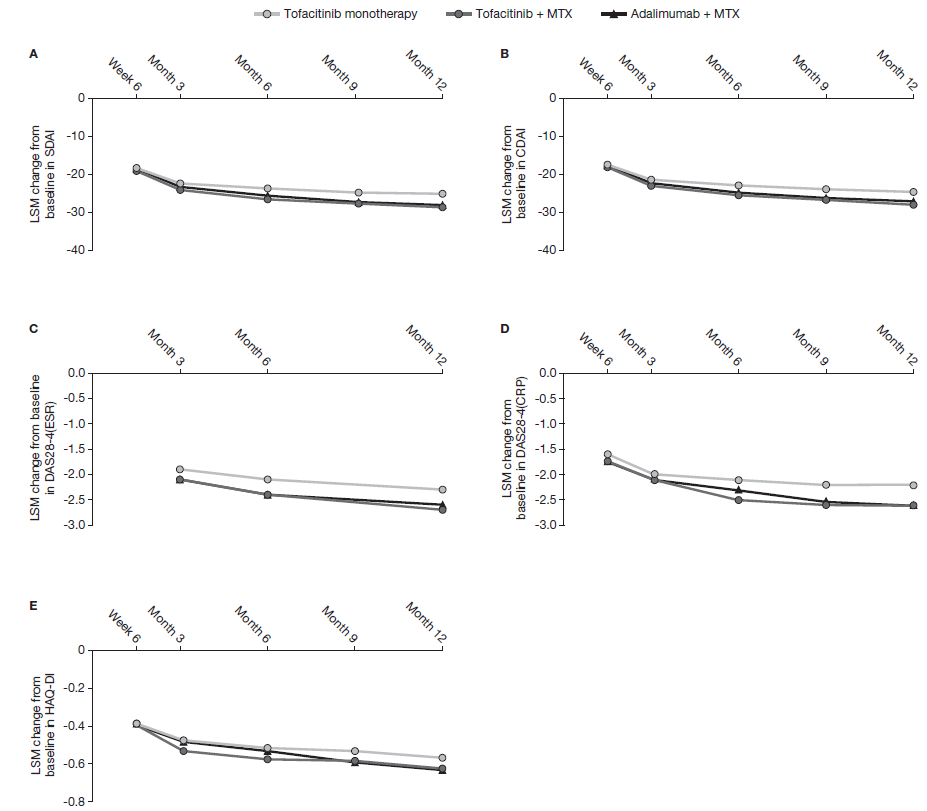 Tofacitinib monotherapy Tofacitinib + MTX Adalimumab + MTX
A
Week 6 Month 3 Month 6 Month 9 Month 12
LSM change from
baseline in SDAI
0
-10
-20
-30
-40
B
Week 6 Month 3 Month 6 Month 9 Month 12
LSM change from
baseline in CDAI
0
-10
-20
-30
-40
C
Month 3 Month 6 Month 12
LSM change from baseline
in DAS28-4(ESR)
0.0
-0.5
-1.0
-1.5
-2.0
-2.5
-3.0
D
Week 6 Month 3 Month 6 Month 9 Month 12
LSM change from
baseline in DAS28-4(CRP)
0.0
-0.5
-1.0
-1.5
-2.0
-2.5
-3.0
E
Week 6 Month 3 Month 6 Month 9 Month 12
LSM change from
baseline in HAQ-DI
0
-0.2
-0.4
-0.6
-0.8